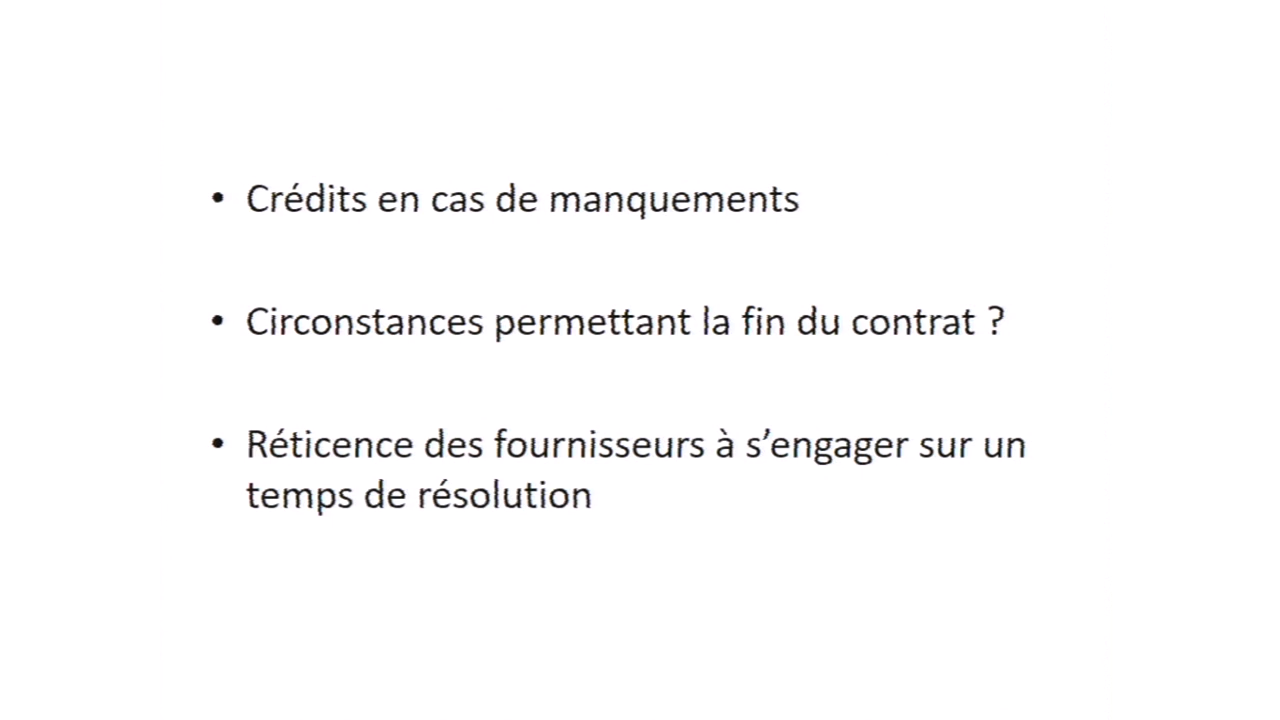 • Crédits en cas de manquements
• Circonstances permettant la fin du contrat ?
• Réticence des fournisseurs à s’engager sur un
temps de résolution